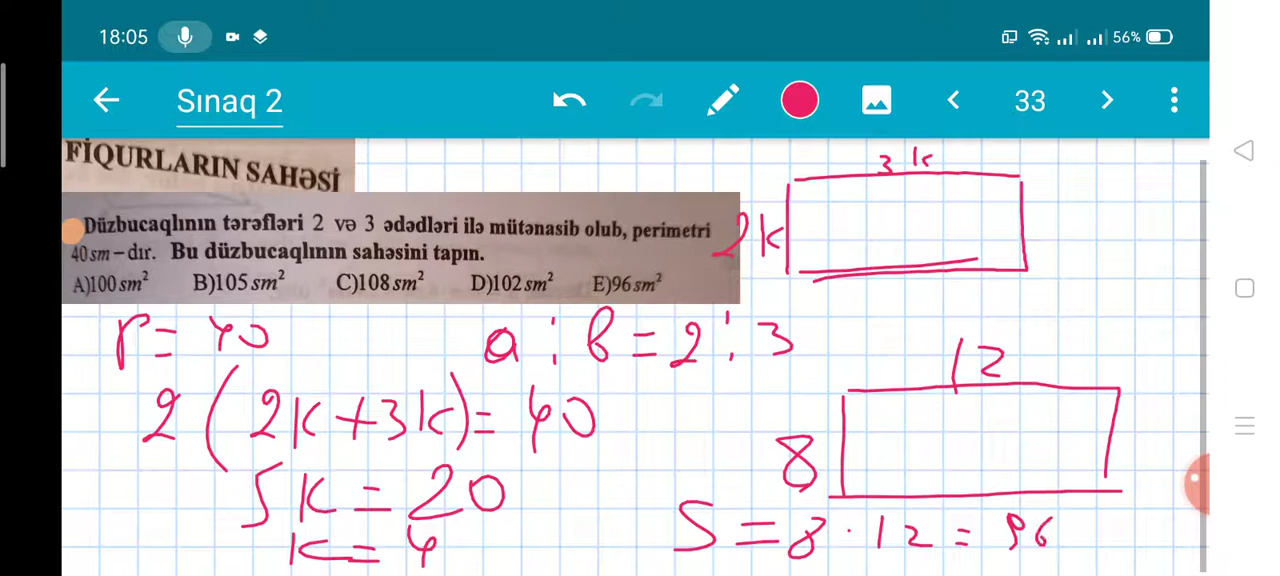 18:05 56%
Sınaq 2 33
FİQURLARIN SAHƏSİ
Düzbucaqlının tərəfləri 2 və 3 ədədləri ilə mütənasib olub, perimetri
40 sm – dır. Bu düzbucaqlının sahəsini tapın.
A)100 sm² B)105 sm² C)108 sm² D)102 sm² E)96 sm²
3k
2k
P = 40 a : b = 2 : 3
2(2k+3k) = 40
5k = 20
k = 4
12
8
S = 8 · 12 = 96